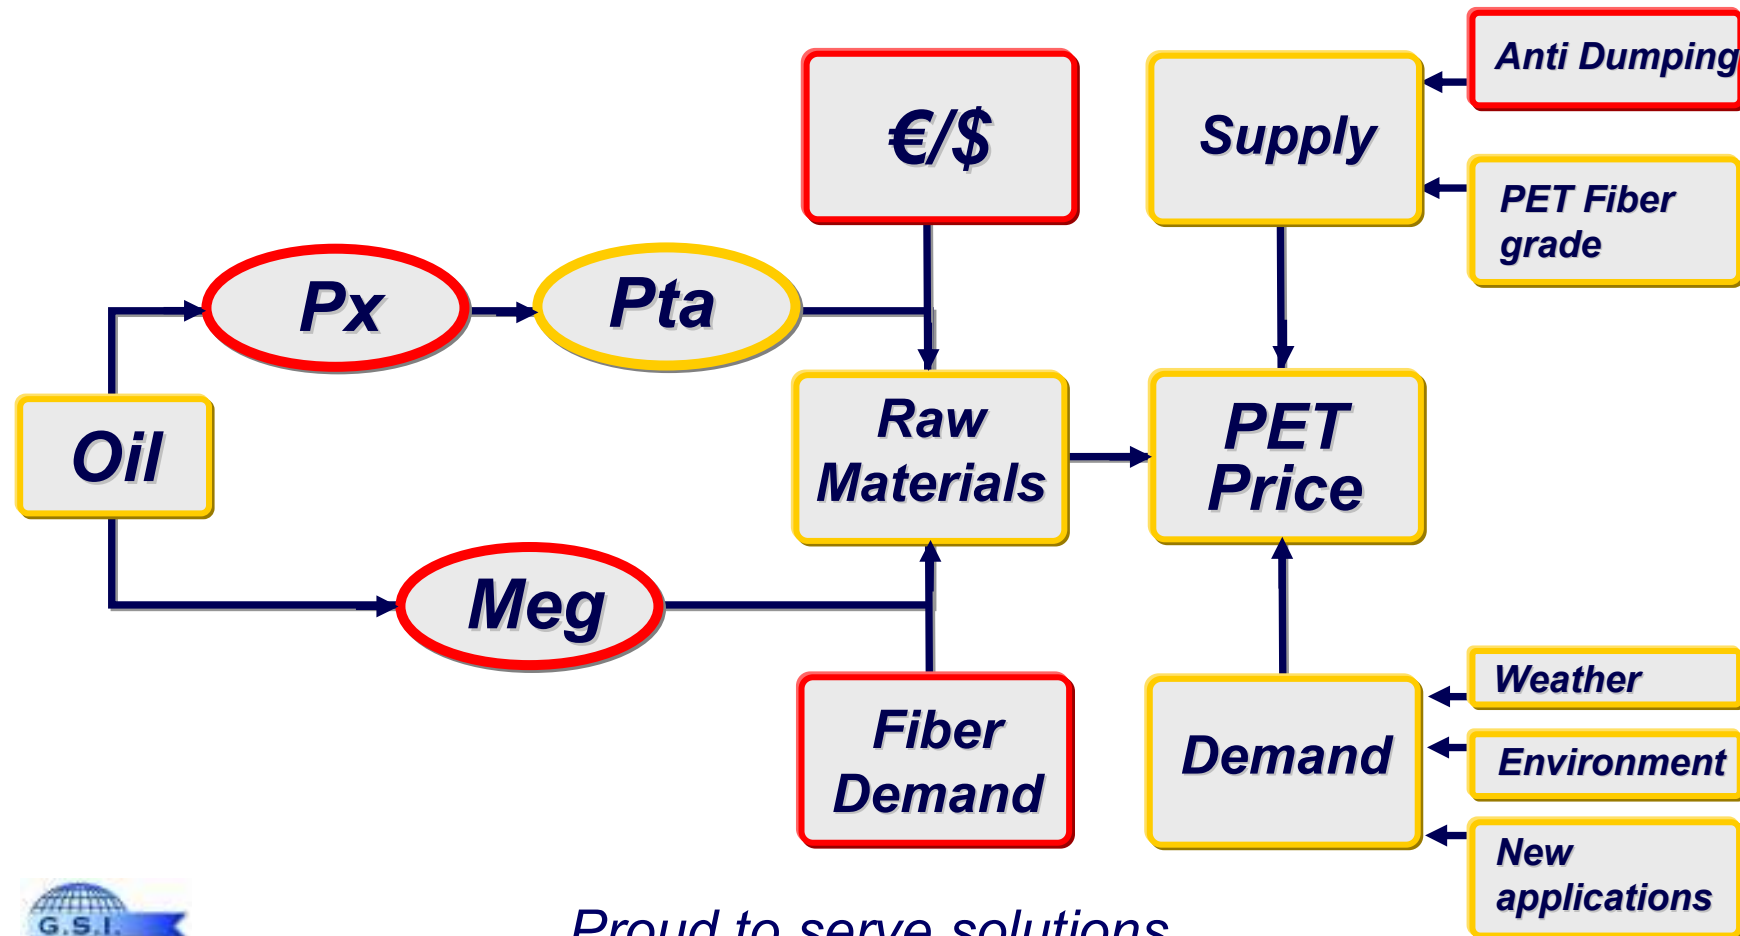 €/$
Supply
Anti Dumping
PET Fiber
grade
Px
Pta
Oil
Raw
Materials
PET
Price
Meg
Fiber
Demand
Demand
Weather
Environment
New
applications
G.S.I.
Proud to serve solutions